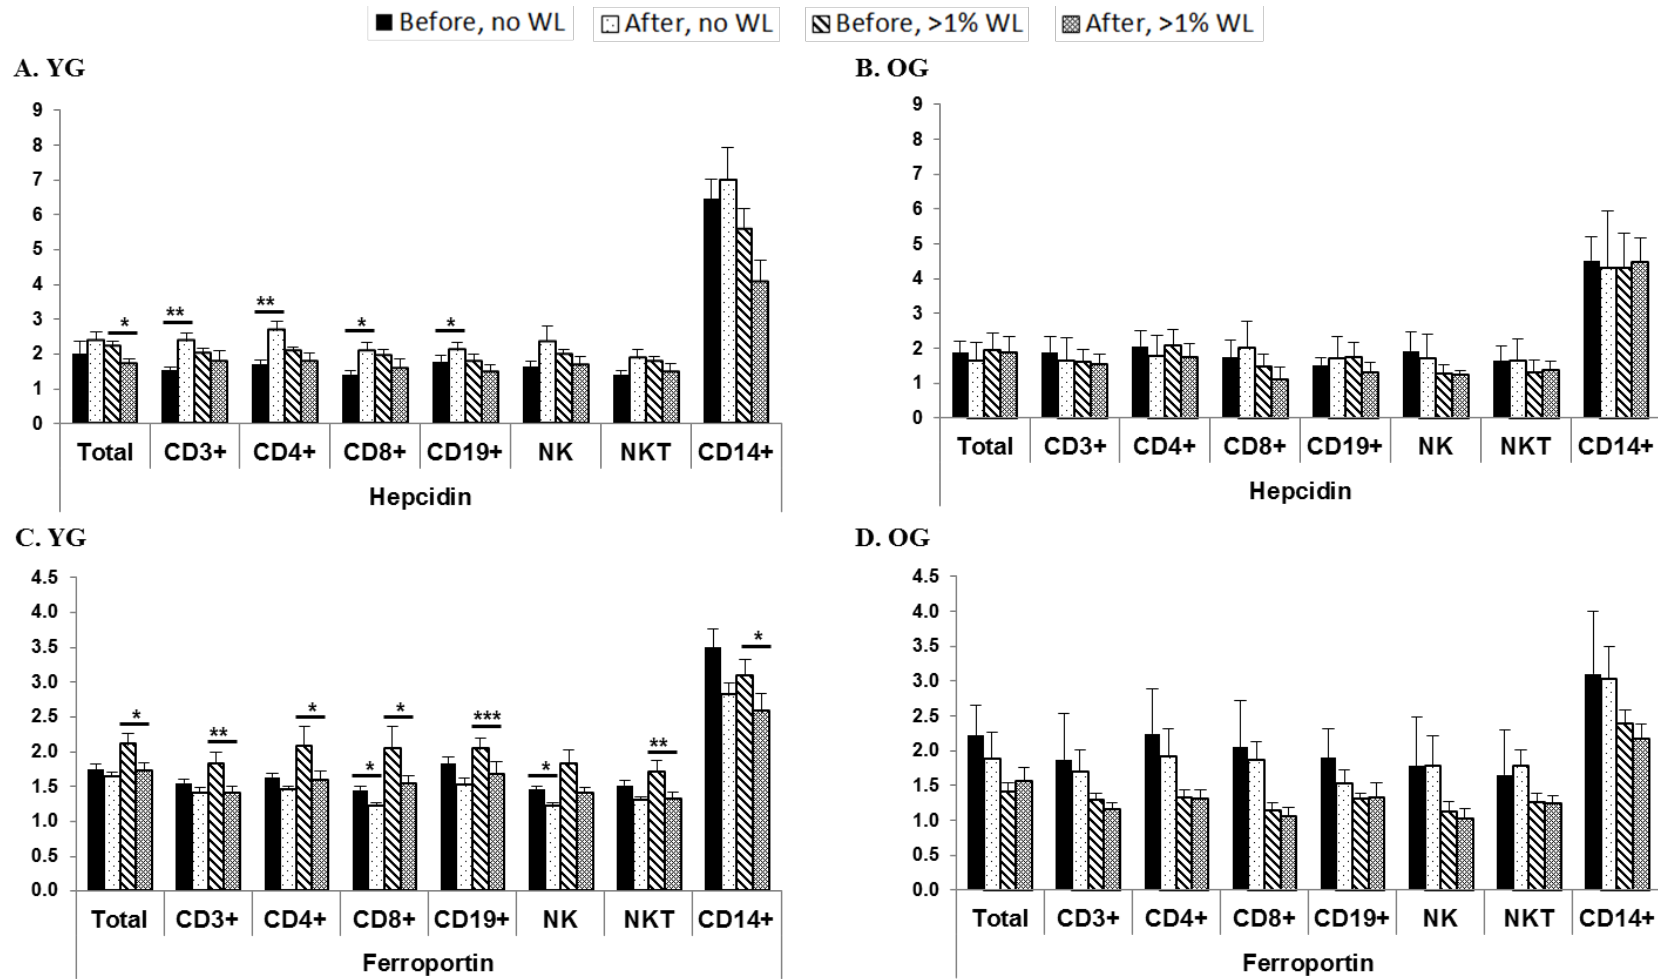 Before, no WL After, no WL Before, >1% WL After, >1% WL
A. YG
9
8
7
6
5
4
3
2
1
0
* ** ** * *
Total CD3+ CD4+ CD8+ CD19+ NK NKT CD14+
Hepcidin
B. OG
9
8
7
6
5
4
3
2
1
0
Total CD3+ CD4+ CD8+ CD19+ NK NKT CD14+
Hepcidin
C. YG
4.5
4.0
3.5
3.0
2.5
2.0
1.5
1.0
0.5
0.0
* ** * * * *** * ** *
Total CD3+ CD4+ CD8+ CD19+ NK NKT CD14+
Ferroportin
D. OG
4.5
4.0
3.5
3.0
2.5
2.0
1.5
1.0
0.5
0.0
Total CD3+ CD4+ CD8+ CD19+ NK NKT CD14+
Ferroportin